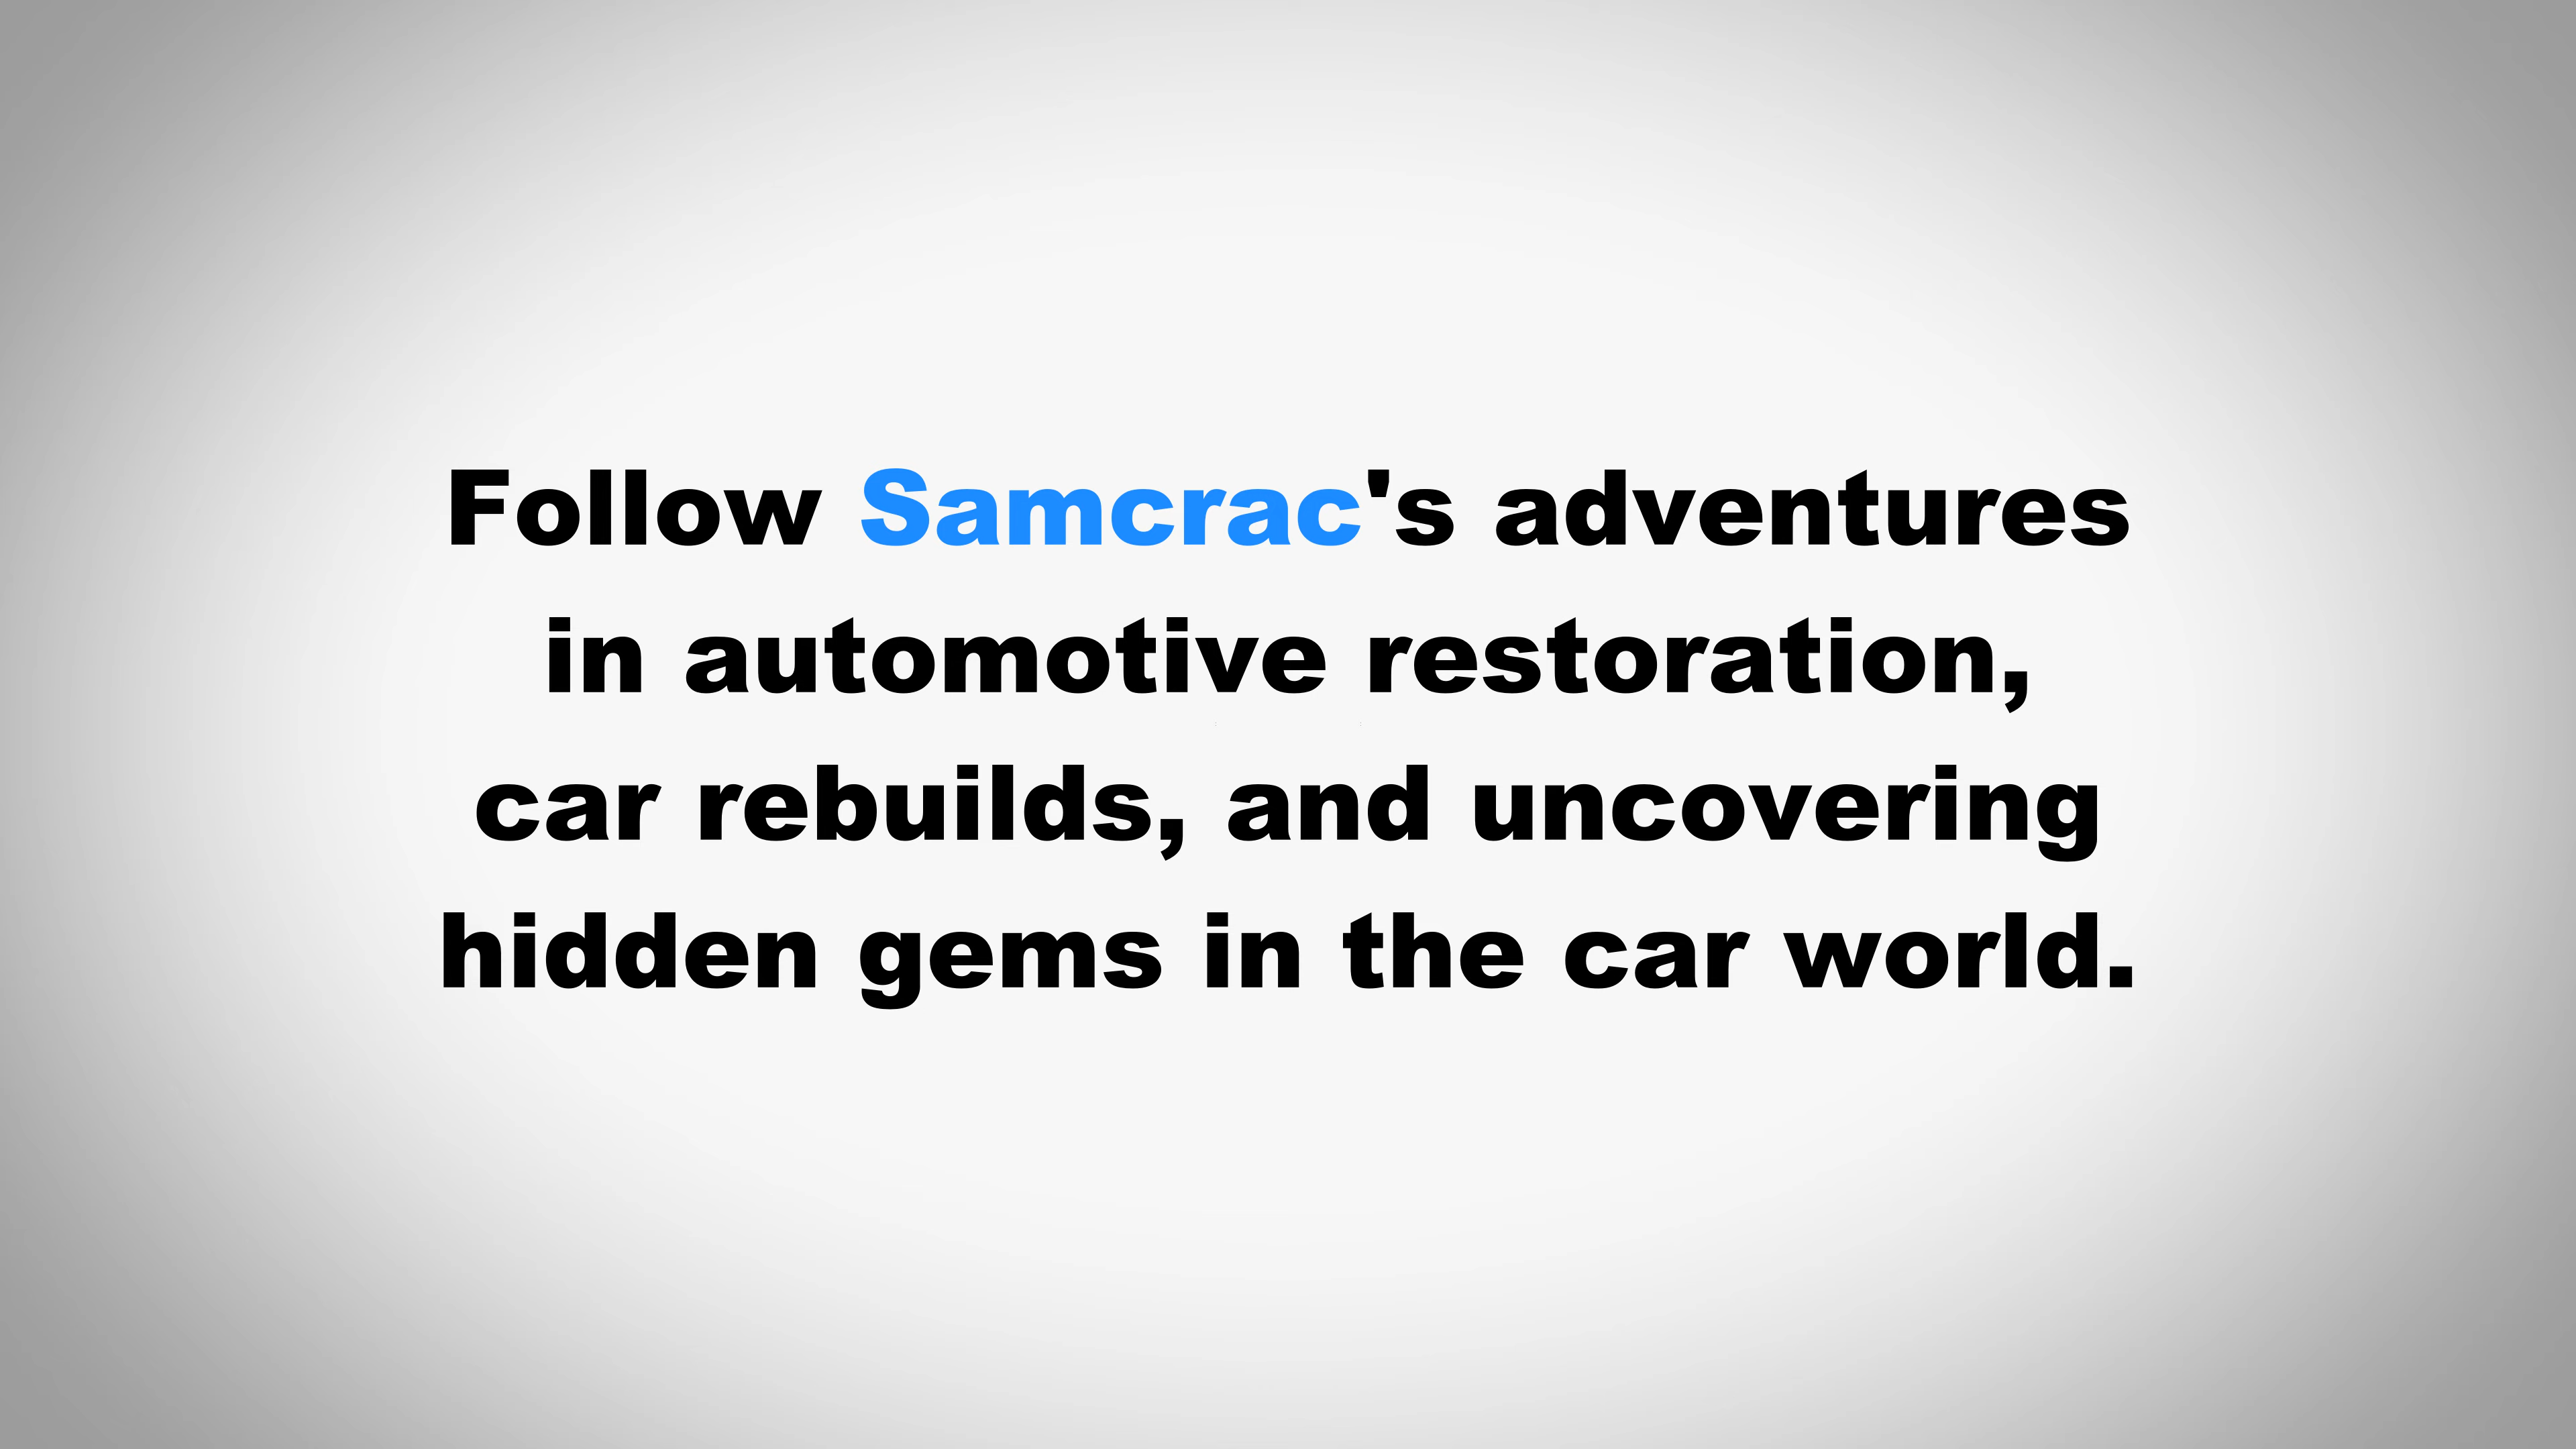 Follow Samcrac's adventures
in automotive restoration,
car rebuilds, and uncovering
hidden gems in the car world.